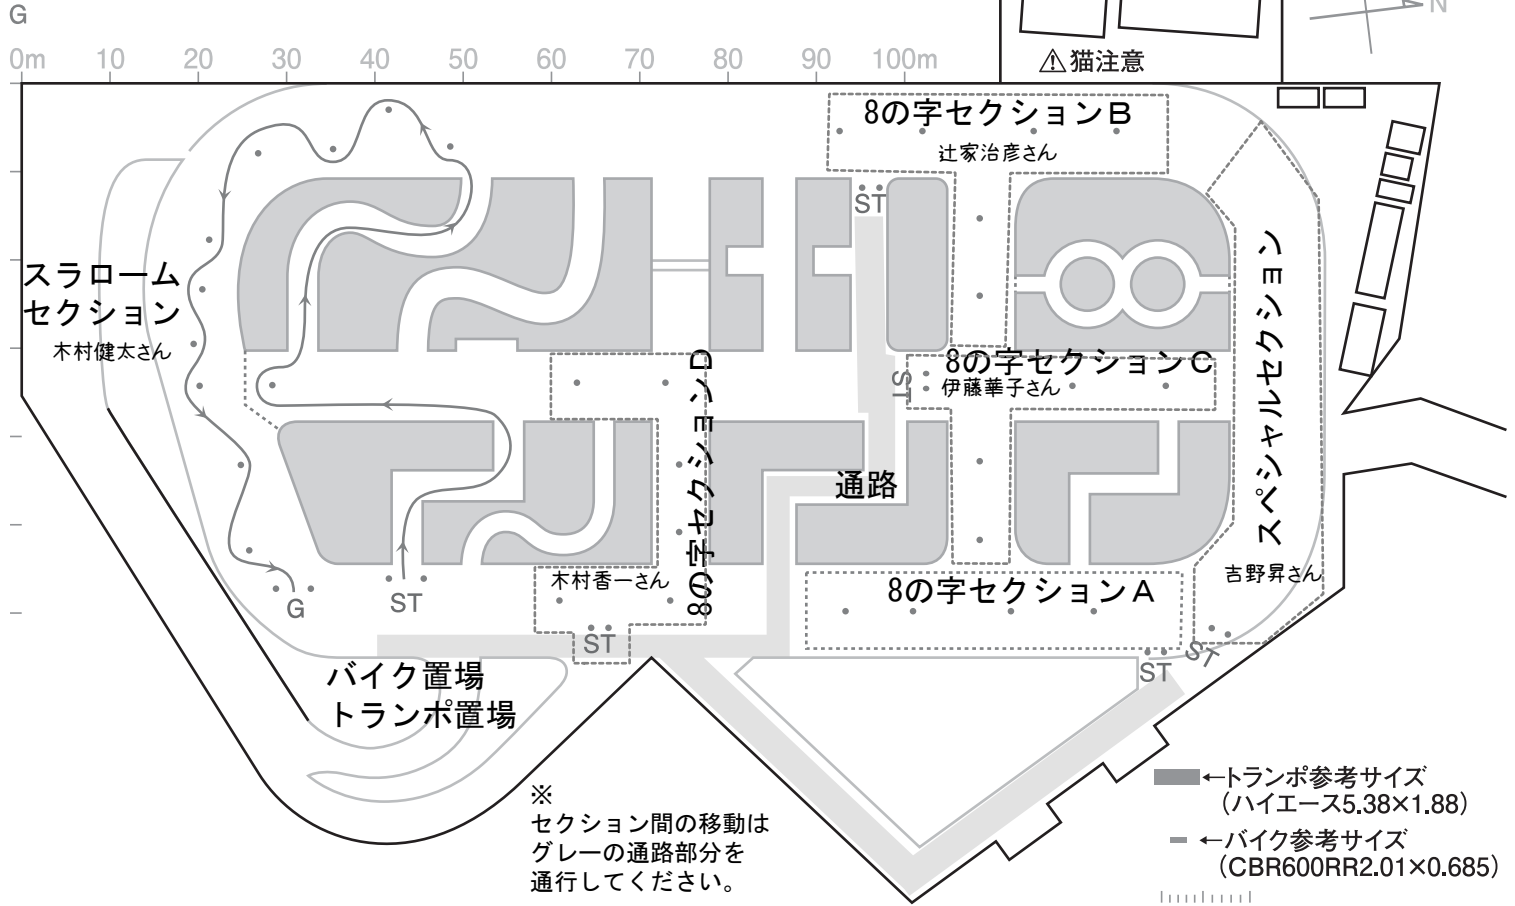 G
N
0m 10 20 30 40 50 60 70 80 90 100m
⚠猫注意
8の字セクションB
辻家治彦さん
ST
スラローム
セクション
木村健太さん
8の字セクションC
伊藤華子さん
ST
8の字セクションD
スペシャルセクション
通路
木村香一さん
吉野昇さん
8の字セクションA
G
ST
ST
ST
ST
バイク置場
トランポ置場
※
セクション間の移動は
グレーの通路部分を
通行してください。
←トランポ参考サイズ
(ハイエース5.38×1.88)
←バイク参考サイズ
(CBR600RR2.01×0.685)